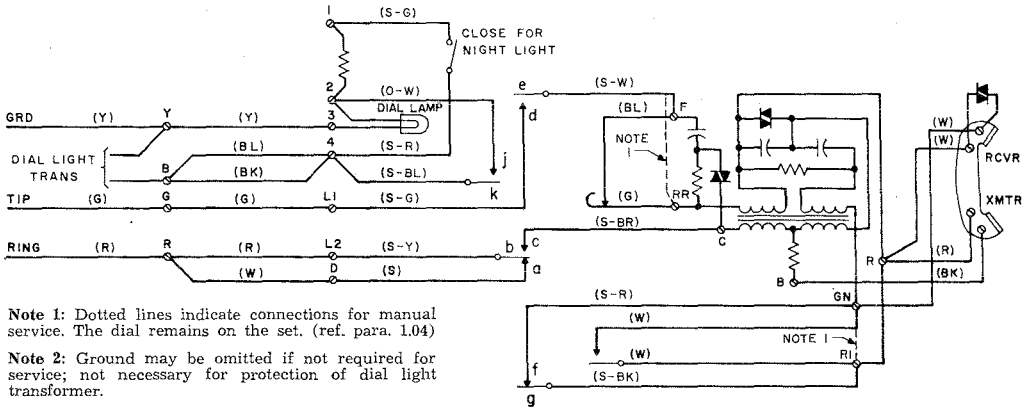 1
(S-G)
CLOSE FOR
NIGHT LIGHT
2
(O-W)
DIAL LAMP
GRD
(Y)
Y
(Y)
3
4
(BL)
(S-R)
DIAL LIGHT
TRANS
B
(BK)
(S-BL)
j
k
TIP
(G)
G
(G)
L1
(S-G)
RING
(R)
R
(R)
L2
(S-Y)
b
c
a
(W)
D
(S)
e
d
(S-W)
(BL)
F
NOTE
1
(G)
RR
(S-BR)
C
B
R
(W)
(W)
RCVR
XMTR
(R)
(BK)
(S-R)
GN
(W)
NOTE 1
(W)
R1
f
(S-BK)
g
Note 1: Dotted lines indicate connections for manual
service. The dial remains on the set. (ref. para. 1.04)
Note 2: Ground may be omitted if not required for
service; not necessary for protection of dial light
transformer.